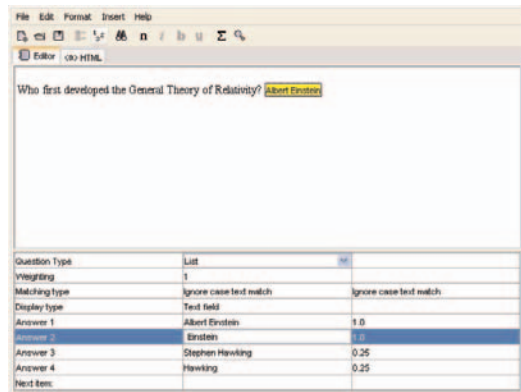 File Edit Format Insert Help
n i b u Σ
Editor HTML
Who first developed the General Theory of Relativity? Albert Einstein
Question Type List
Weighting 1
Matching type Ignore case text match Ignore case text match
Display type Text field
Answer 1 Albert Einstein 1.0
Answer 2 Einstein 1.0
Answer 3 Stephen Hawking 0.25
Answer 4 Hawking 0.25
Next item: